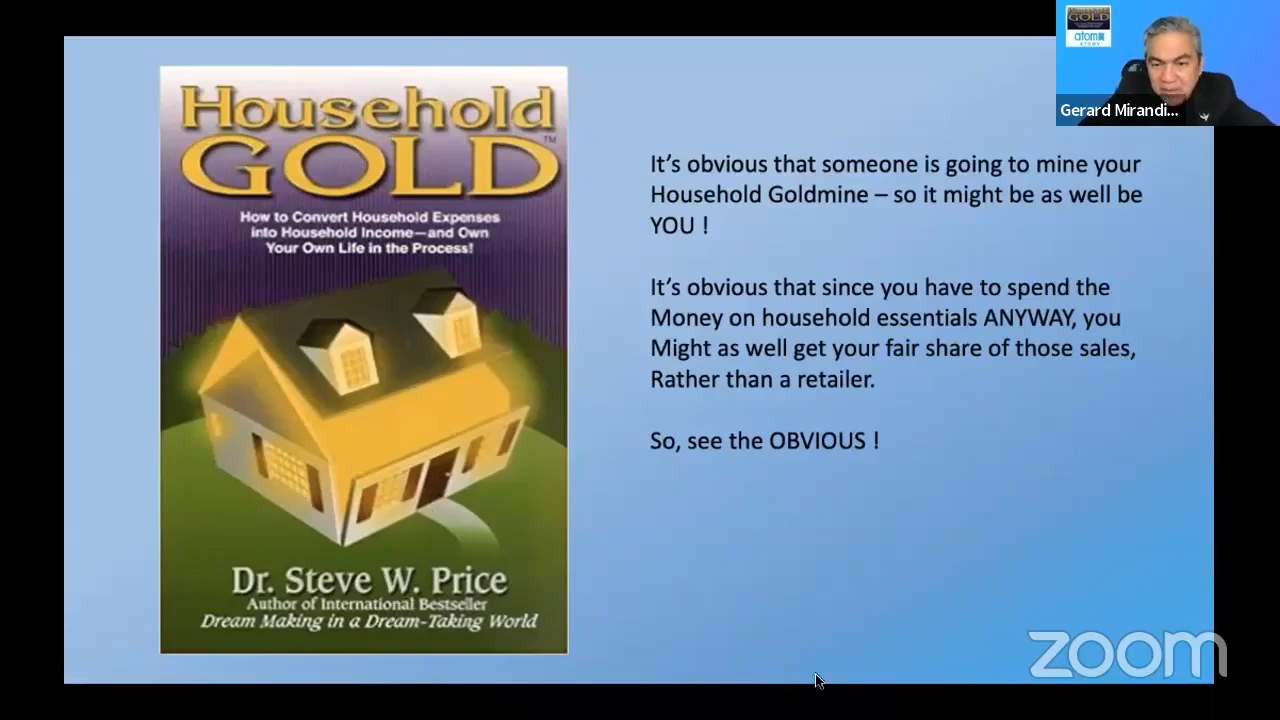 Household
GOLD™
How to Convert Household Expenses
into Household Income—and Own
Your Own Life in the Process!
Dr. Steve W. Price
Author of International Bestseller
Dream Making in a Dream-Taking World
It’s obvious that someone is going to mine your
Household Goldmine – so it might be as well be
YOU !
It’s obvious that since you have to spend the
Money on household essentials ANYWAY, you
Might as well get your fair share of those sales,
Rather than a retailer.
So, see the OBVIOUS !
GOLD
atom
ATOMY
Gerard Mirandi...
zoom